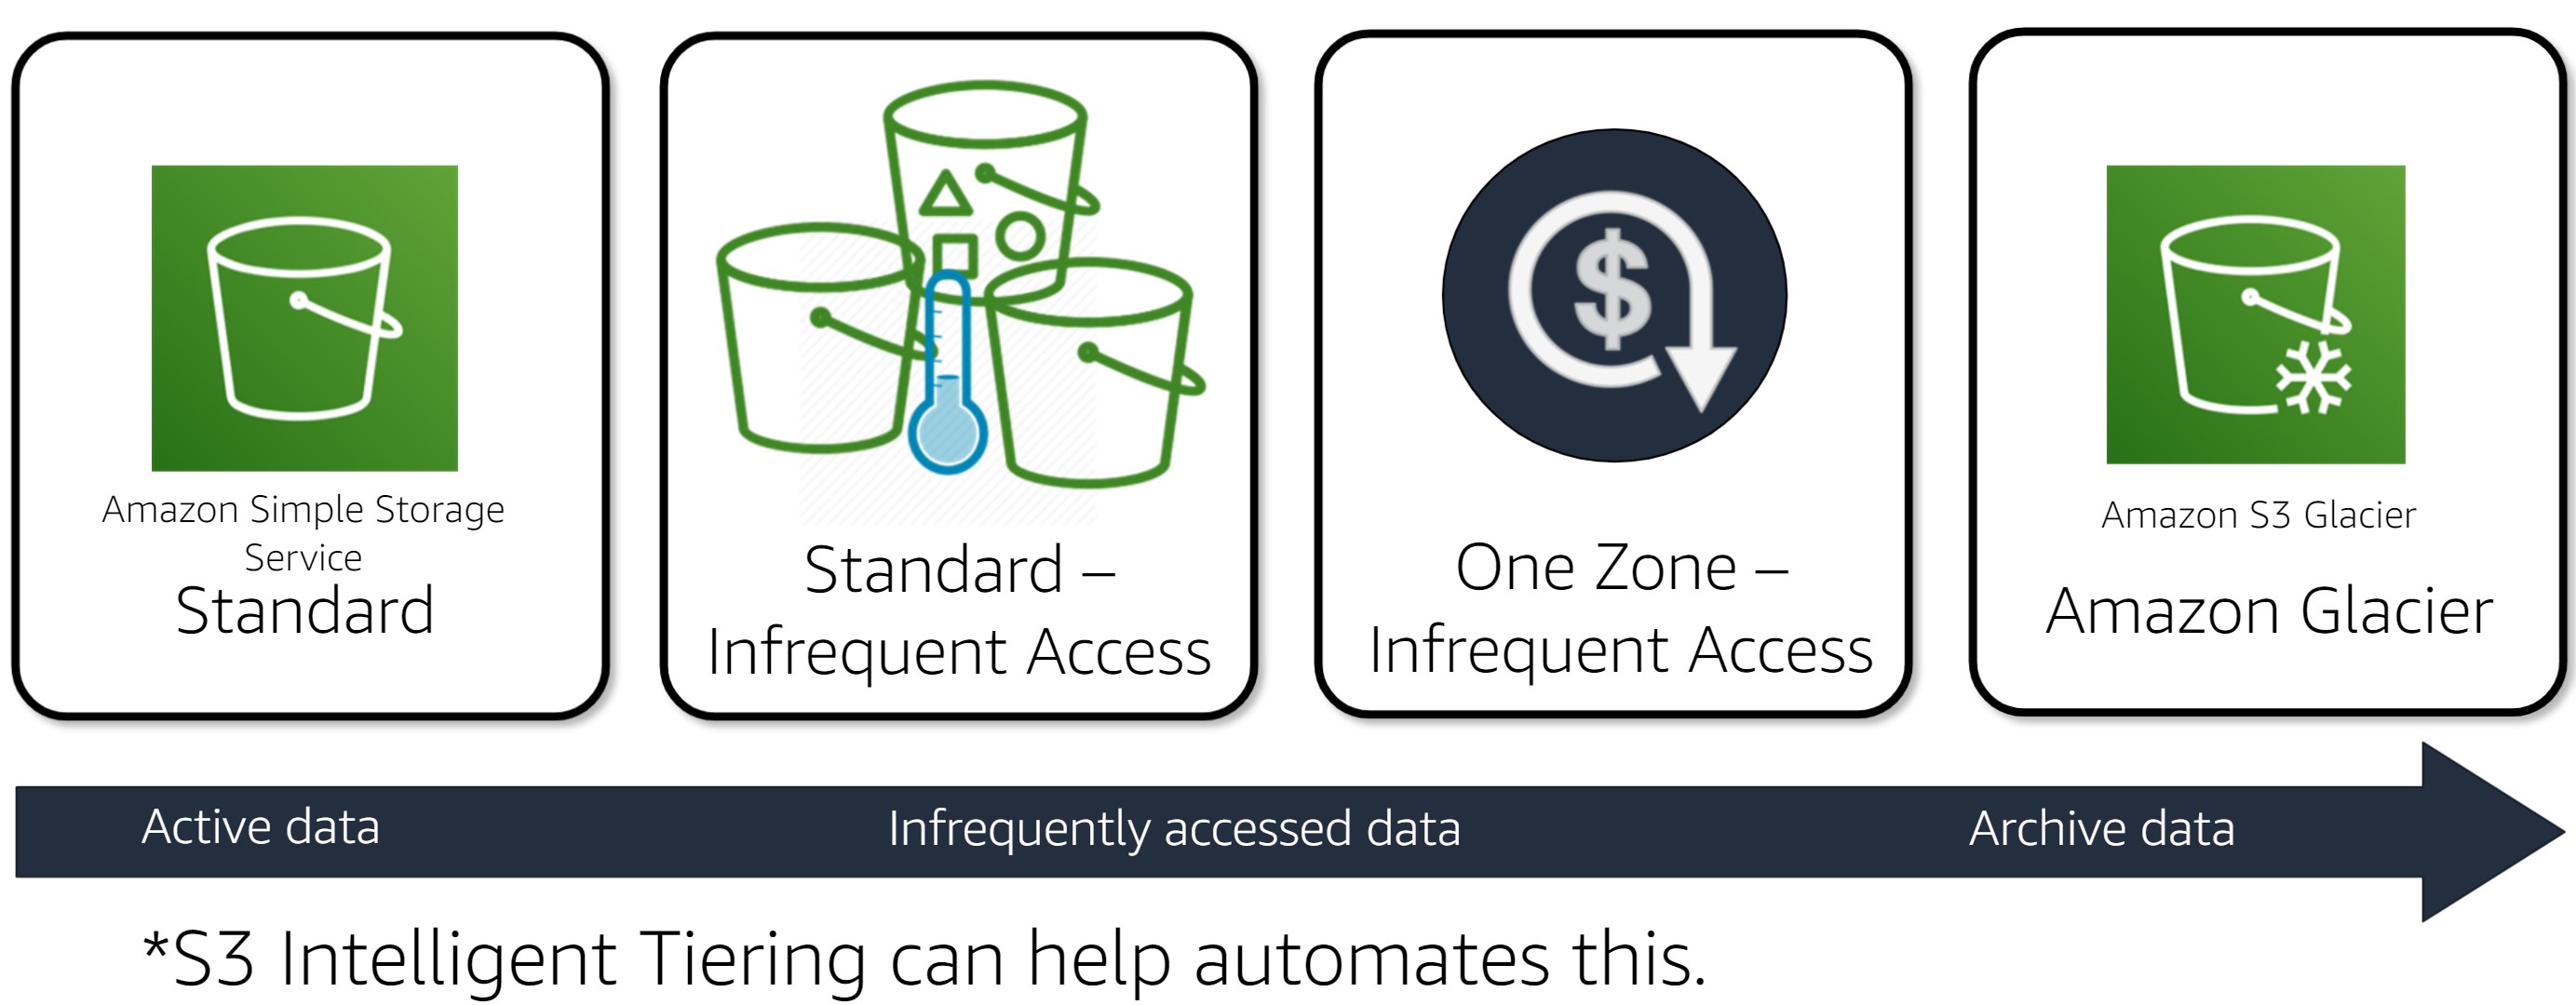 Amazon Simple Storage
Service
Standard
Standard –
Infrequent Access
$
One Zone –
Infrequent Access
Amazon S3 Glacier
Amazon Glacier
Active data
Infrequently accessed data
Archive data
*S3 Intelligent Tiering can help automates this.